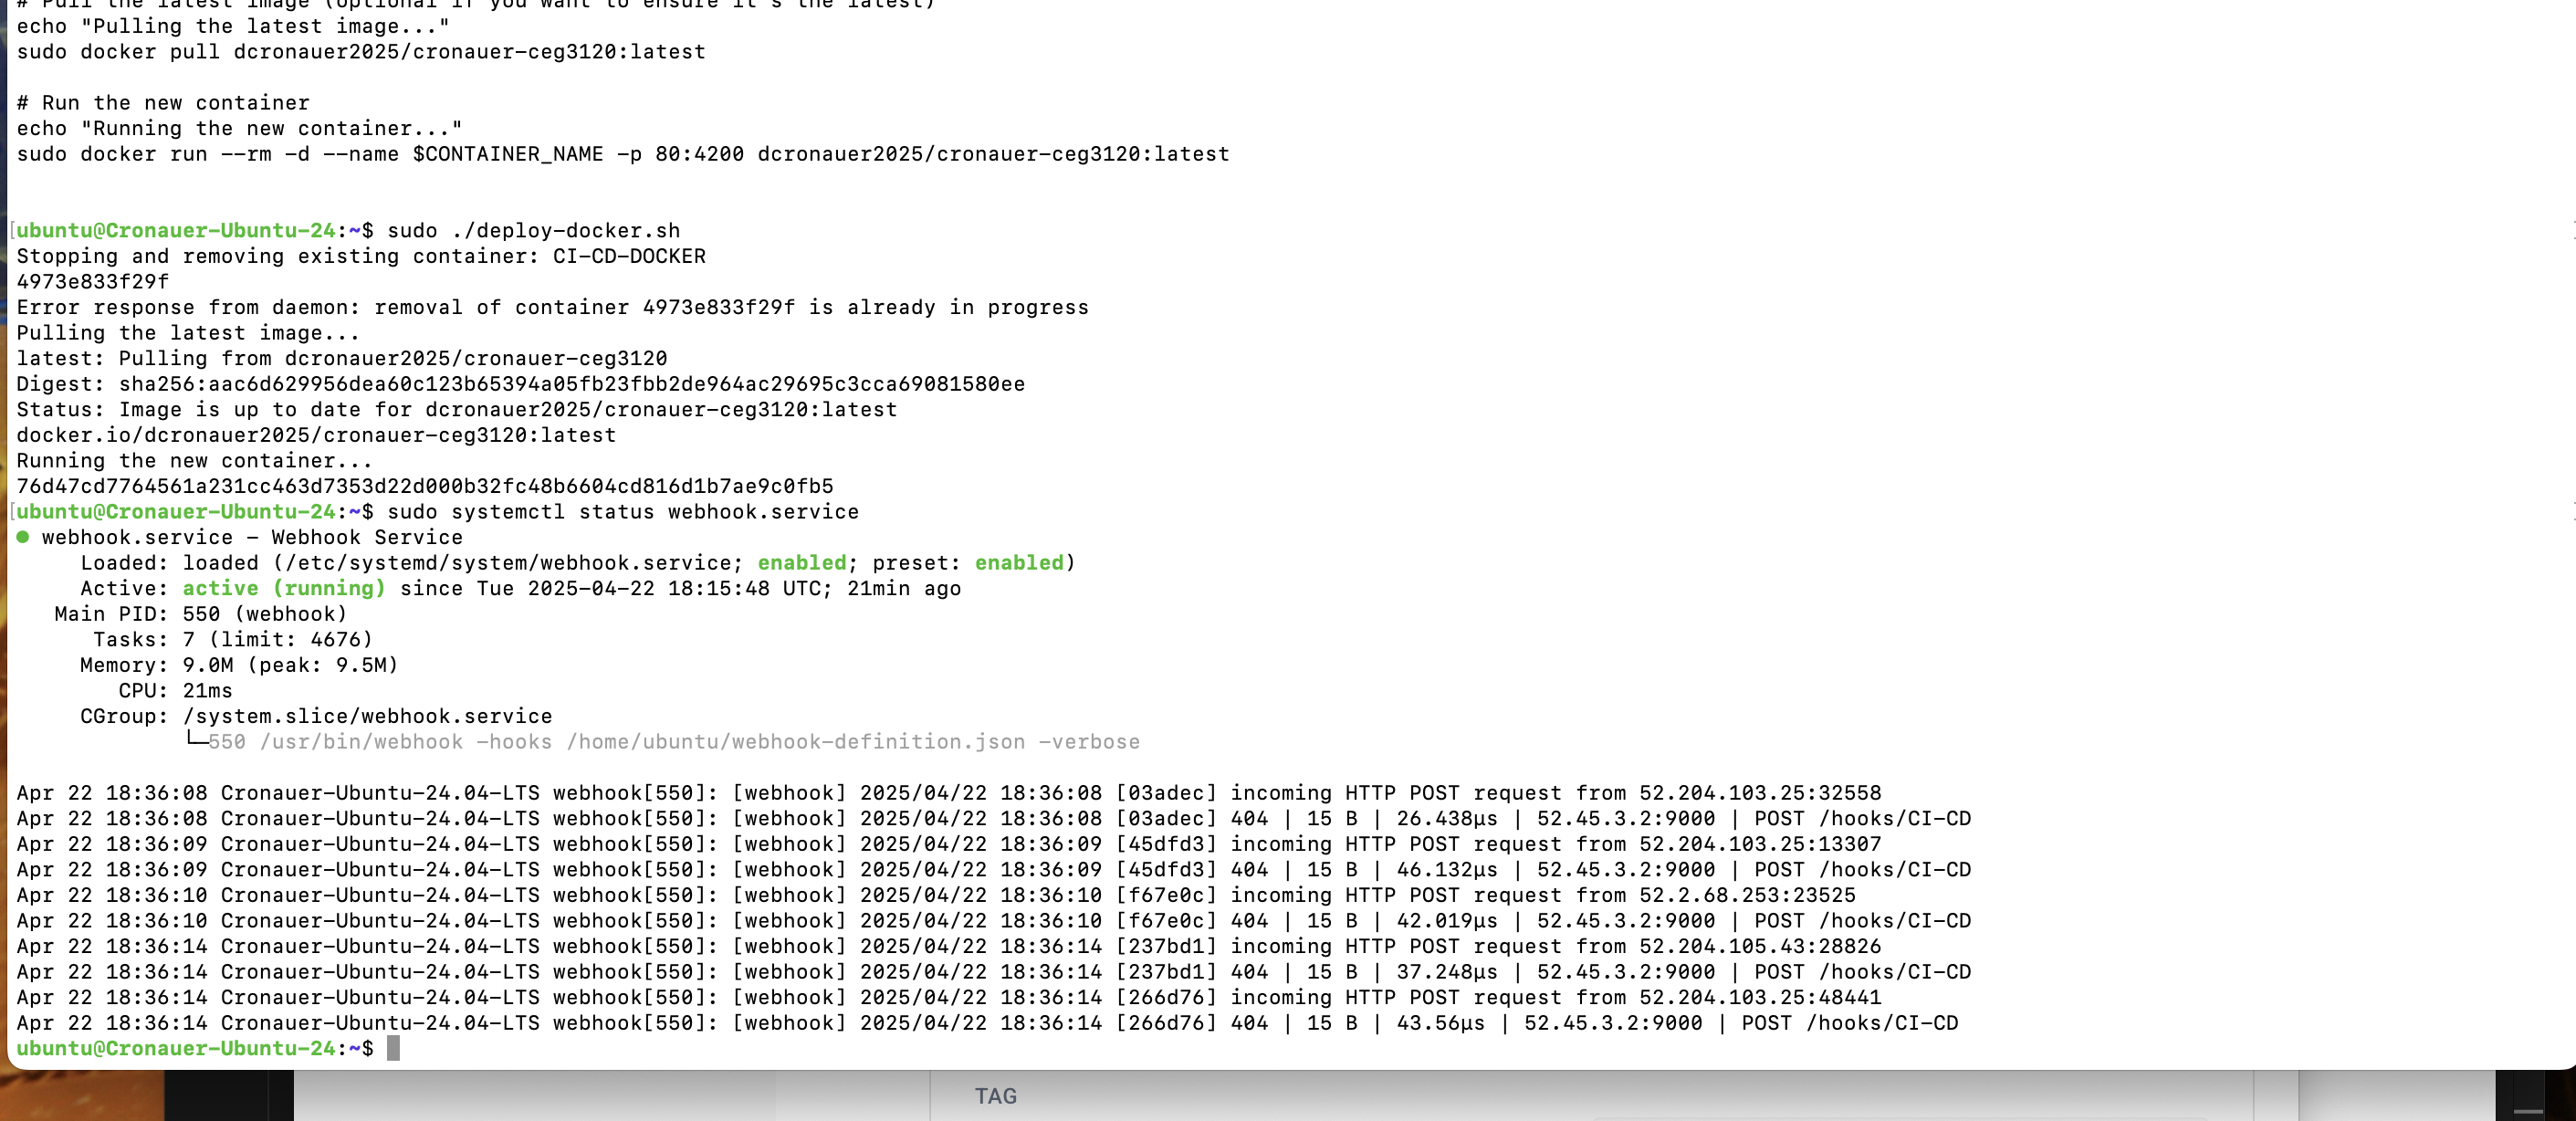 # Pull the latest image (optional if you want to ensure it's the latest)
echo "Pulling the latest image..."
sudo docker pull dcronauer2025/cronauer-ceg3120:latest
# Run the new container
echo "Running the new container..."
sudo docker run --rm -d --name $CONTAINER_NAME -p 80:4200 dcronauer2025/cronauer-ceg3120:latest
[ubuntu@Cronauer-Ubuntu-24:~$ sudo ./deploy-docker.sh ]
Stopping and removing existing container: CI-CD-DOCKER
4973e833f29f
Error response from daemon: removal of container 4973e833f29f is already in progress
Pulling the latest image...
latest: Pulling from dcronauer2025/cronauer-ceg3120
Digest: sha256:aac6d629956dea60c123b65394a05fb23fbb2de964ac29695c3cca69081580ee
Status: Image is up to date for dcronauer2025/cronauer-ceg3120:latest
docker.io/dcronauer2025/cronauer-ceg3120:latest
Running the new container...
76d47cd7764561a231cc463d7353d22d000b32fc48b6604cd816d1b7ae9c0fb5
[ubuntu@Cronauer-Ubuntu-24:~$ sudo systemctl status webhook.service ]
● webhook.service - Webhook Service
Loaded: loaded (/etc/systemd/system/webhook.service; enabled; preset: enabled)
Active: active (running) since Tue 2025-04-22 18:15:48 UTC; 21min ago
Main PID: 550 (webhook)
Tasks: 7 (limit: 4676)
Memory: 9.0M (peak: 9.5M)
CPU: 21ms
CGroup: /system.slice/webhook.service
└─550 /usr/bin/webhook -hooks /home/ubuntu/webhook-definition.json -verbose
Apr 22 18:36:08 Cronauer-Ubuntu-24.04-LTS webhook[550]: [webhook] 2025/04/22 18:36:08 [03adec] incoming HTTP POST request from 52.204.103.25:32558
Apr 22 18:36:08 Cronauer-Ubuntu-24.04-LTS webhook[550]: [webhook] 2025/04/22 18:36:08 [03adec] 404 | 15 B | 26.438µs | 52.45.3.2:9000 | POST /hooks/CI-CD
Apr 22 18:36:09 Cronauer-Ubuntu-24.04-LTS webhook[550]: [webhook] 2025/04/22 18:36:09 [45dfd3] incoming HTTP POST request from 52.204.103.25:13307
Apr 22 18:36:09 Cronauer-Ubuntu-24.04-LTS webhook[550]: [webhook] 2025/04/22 18:36:09 [45dfd3] 404 | 15 B | 46.132µs | 52.45.3.2:9000 | POST /hooks/CI-CD
Apr 22 18:36:10 Cronauer-Ubuntu-24.04-LTS webhook[550]: [webhook] 2025/04/22 18:36:10 [f67e0c] incoming HTTP POST request from 52.2.68.253:23525
Apr 22 18:36:10 Cronauer-Ubuntu-24.04-LTS webhook[550]: [webhook] 2025/04/22 18:36:10 [f67e0c] 404 | 15 B | 42.019µs | 52.45.3.2:9000 | POST /hooks/CI-CD
Apr 22 18:36:14 Cronauer-Ubuntu-24.04-LTS webhook[550]: [webhook] 2025/04/22 18:36:14 [237bd1] incoming HTTP POST request from 52.204.105.43:28826
Apr 22 18:36:14 Cronauer-Ubuntu-24.04-LTS webhook[550]: [webhook] 2025/04/22 18:36:14 [237bd1] 404 | 15 B | 37.248µs | 52.45.3.2:9000 | POST /hooks/CI-CD
Apr 22 18:36:14 Cronauer-Ubuntu-24.04-LTS webhook[550]: [webhook] 2025/04/22 18:36:14 [266d76] incoming HTTP POST request from 52.204.103.25:48441
Apr 22 18:36:14 Cronauer-Ubuntu-24.04-LTS webhook[550]: [webhook] 2025/04/22 18:36:14 [266d76] 404 | 15 B | 43.56µs | 52.45.3.2:9000 | POST /hooks/CI-CD
ubuntu@Cronauer-Ubuntu-24:~$
TAG